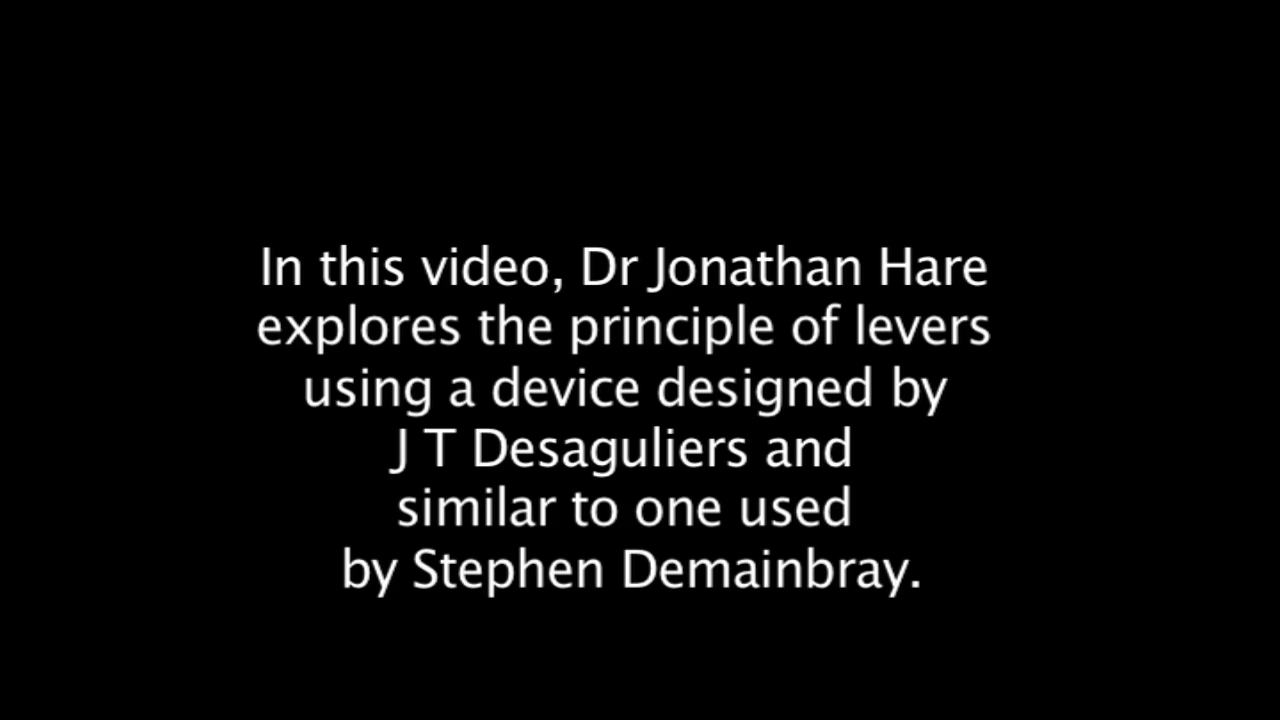 In this video, Dr Jonathan Hare
explores the principle of levers
using a device designed by
J T Desaguliers and
similar to one used
by Stephen Demainbray.